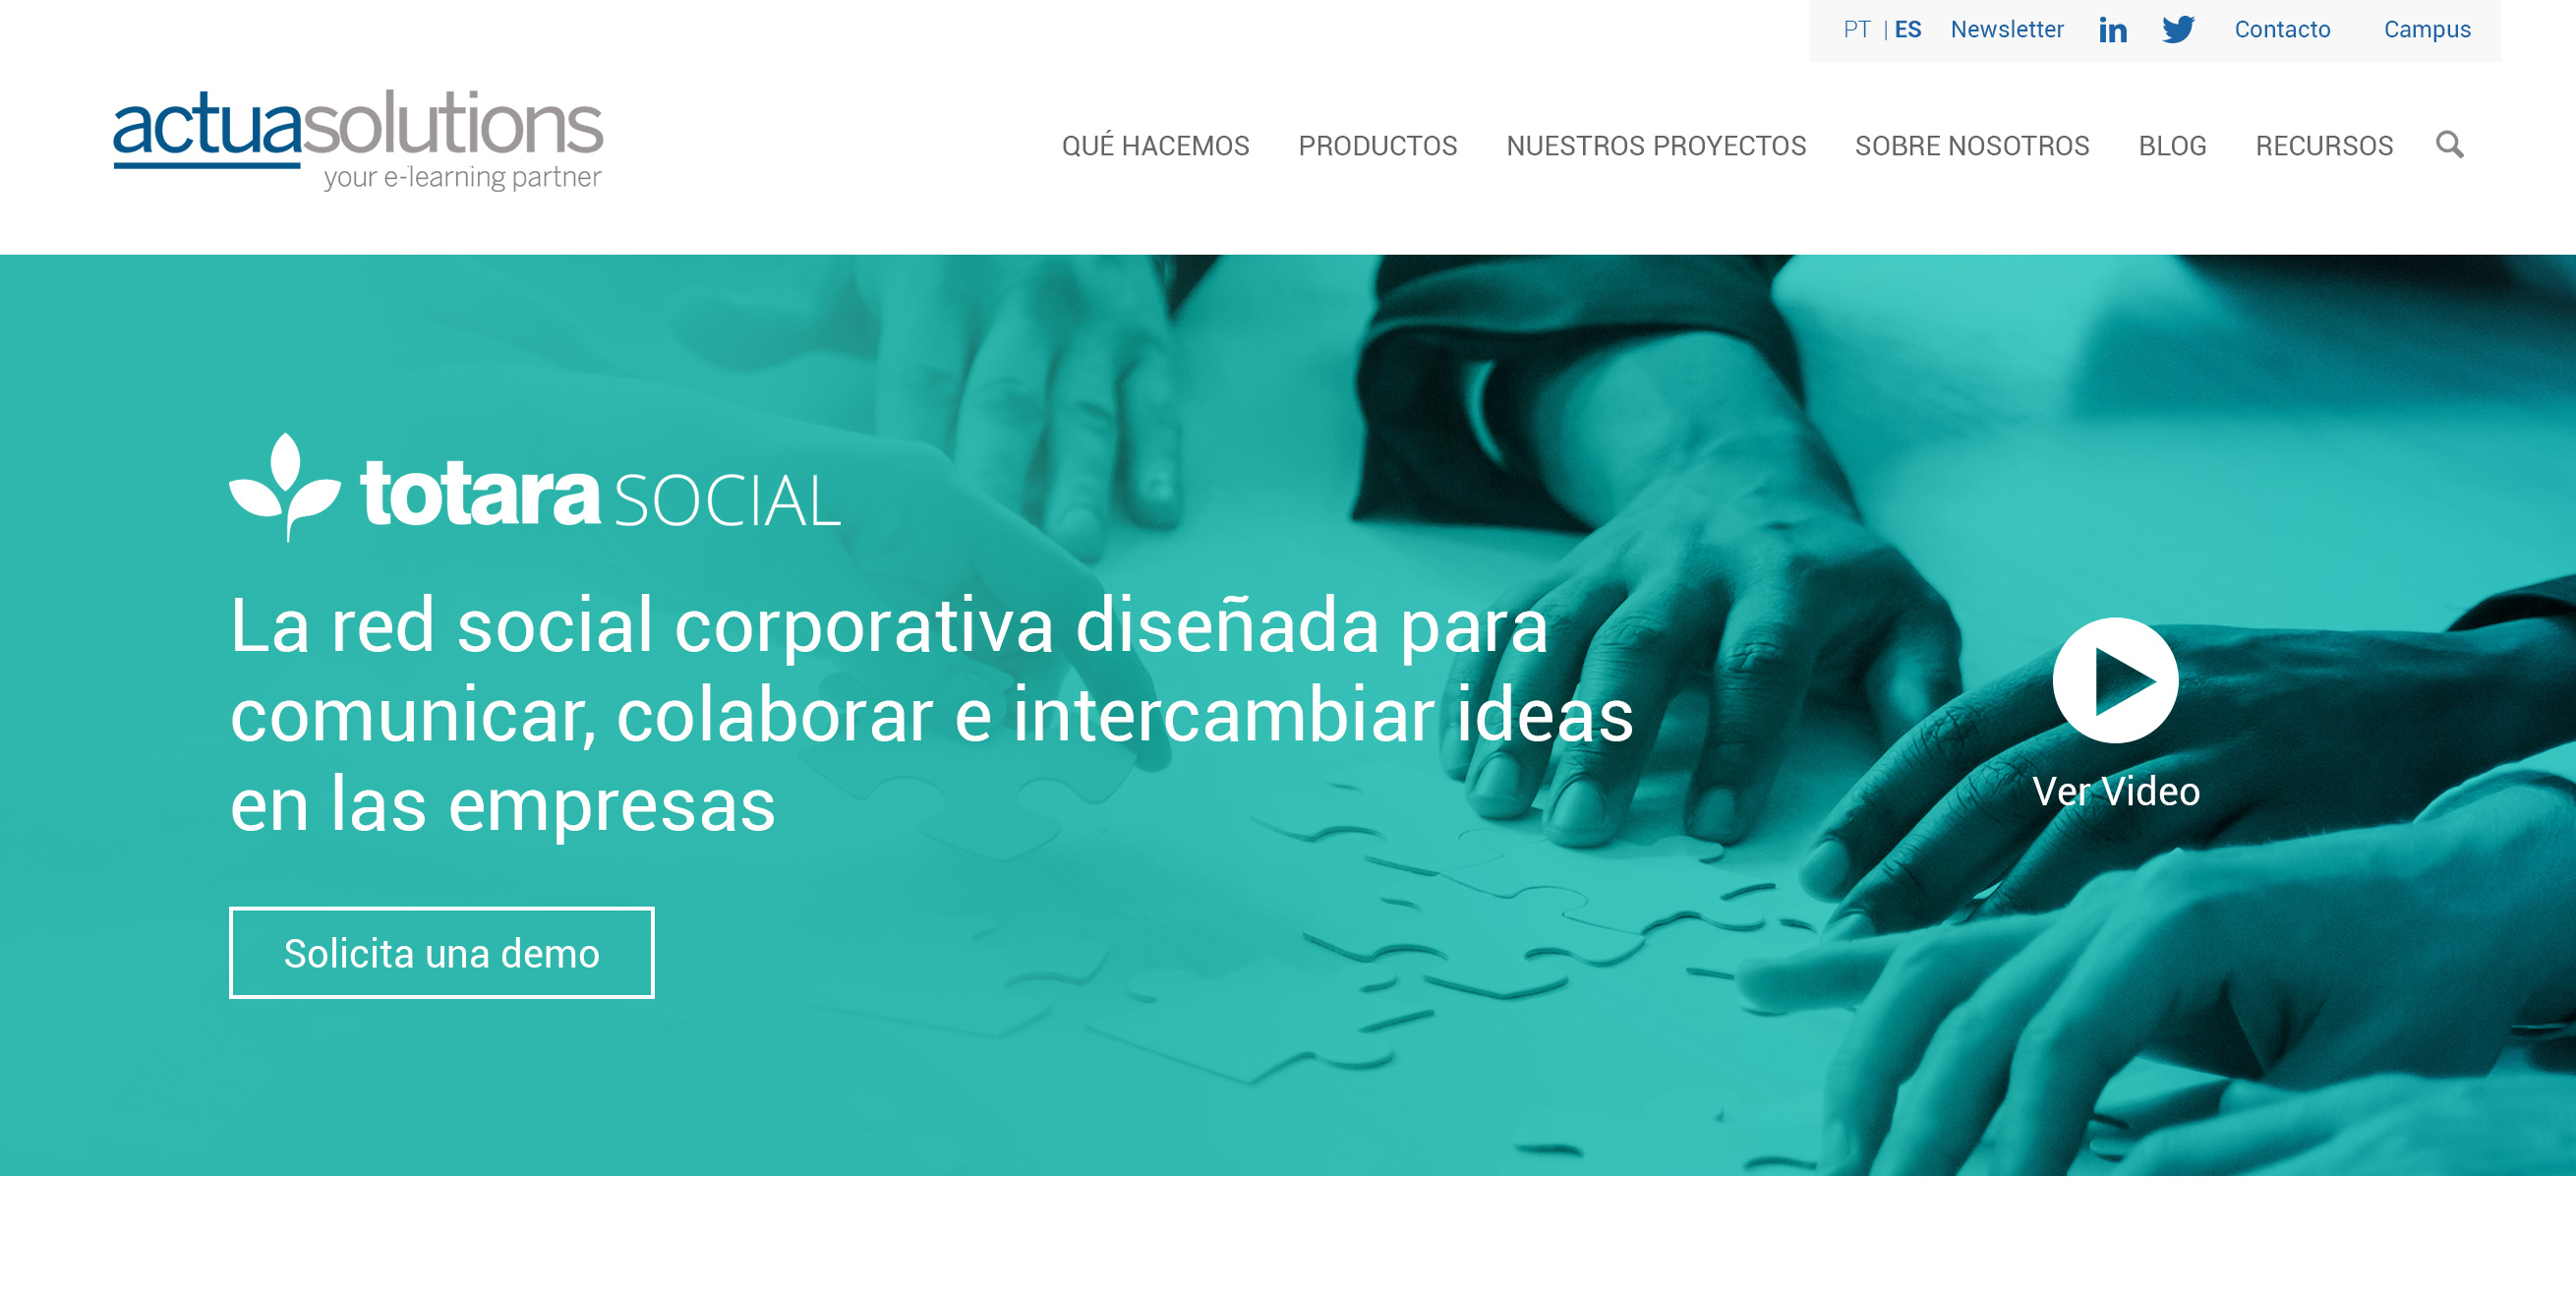 PT | ES Newsletter in Contacto Campus
actuasolutions
your e-learning partner
QUÉ HACEMOS PRODUCTOS NUESTROS PROYECTOS SOBRE NOSOTROS BLOG RECURSOS
totara SOCIAL
La red social corporativa diseñada para
comunicar, colaborar e intercambiar ideas
en las empresas
Ver Video
Solicita una demo